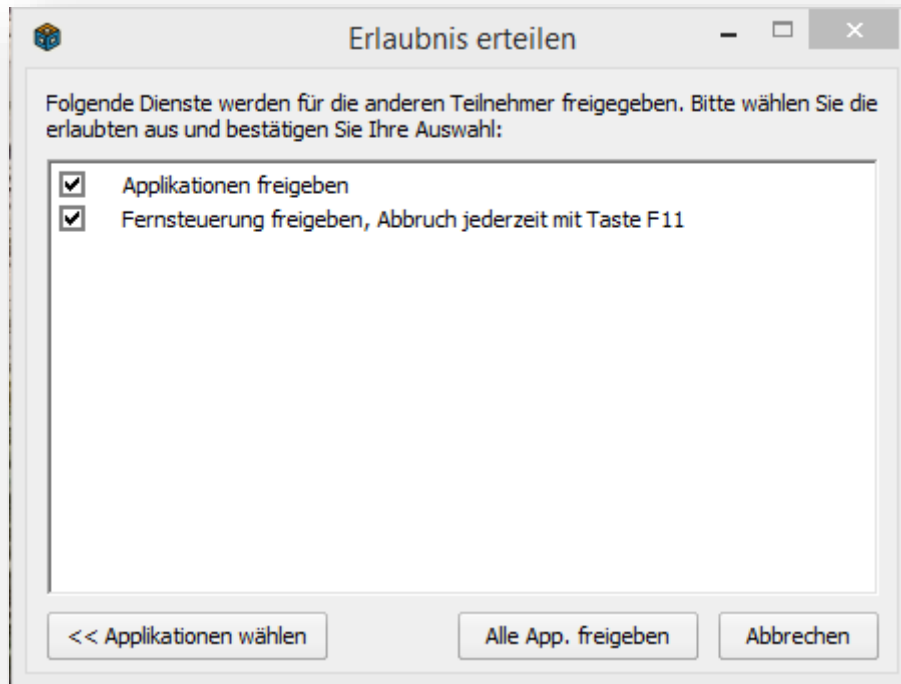 Erlaubnis erteilen
Folgende Dienste werden für die anderen Teilnehmer freigegeben. Bitte wählen Sie die
erlaubten aus und bestätigen Sie Ihre Auswahl:
Applikationen freigeben
Fernsteuerung freigeben, Abbruch jederzeit mit Taste F11
<< Applikationen wählen
Alle App. freigeben
Abbrechen